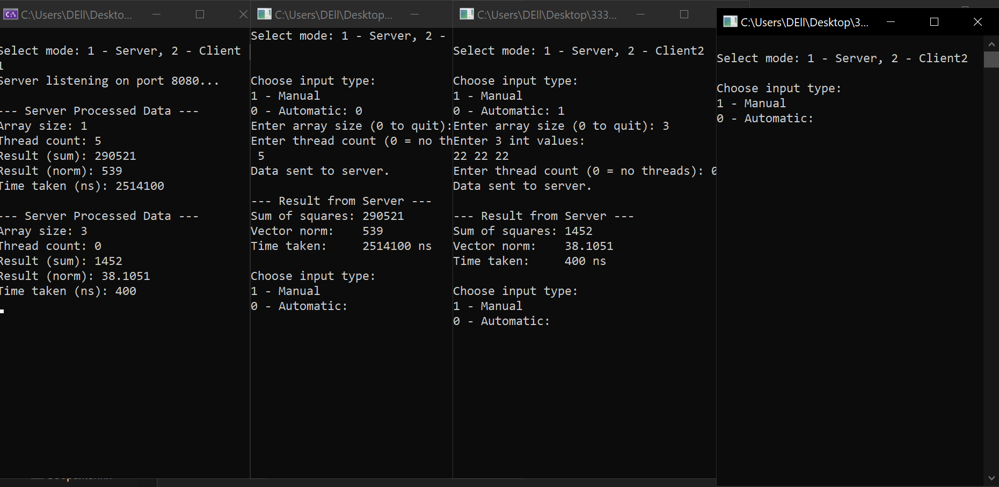 C:\Users\DEll\Deskto...
Select mode: 1 - Server, 2 - Client
1
Server listening on port 8080...
--- Server Processed Data ---
Array size: 1
Thread count: 5
Result (sum): 290521
Result (norm): 539
Time taken (ns): 2514100
--- Server Processed Data ---
Array size: 3
Thread count: 0
Result (sum): 1452
Result (norm): 38.1051
Time taken (ns): 400
C:\Users\DEll\Desktop...
Select mode: 1 - Server, 2 -
Choose input type:
1 - Manual
0 - Automatic: 0
Enter array size (0 to quit):
Enter thread count (0 = no th
5
Data sent to server.
--- Result from Server ---
Sum of squares: 290521
Vector norm: 539
Time taken: 2514100 ns
Choose input type:
1 - Manual
0 - Automatic:
C:\Users\DEll\Desktop\333...
Select mode: 1 - Server, 2 - Client2
Choose input type:
1 - Manual
0 - Automatic: 1
Enter array size (0 to quit): 3
Enter 3 int values:
22 22 22
Enter thread count (0 = no threads): 0
Data sent to server.
--- Result from Server ---
Sum of squares: 1452
Vector norm: 38.1051
Time taken: 400 ns
Choose input type:
1 - Manual
0 - Automatic:
C:\Users\DEll\Desktop\3...
Select mode: 1 - Server, 2 - Client2
Choose input type:
1 - Manual
0 - Automatic: